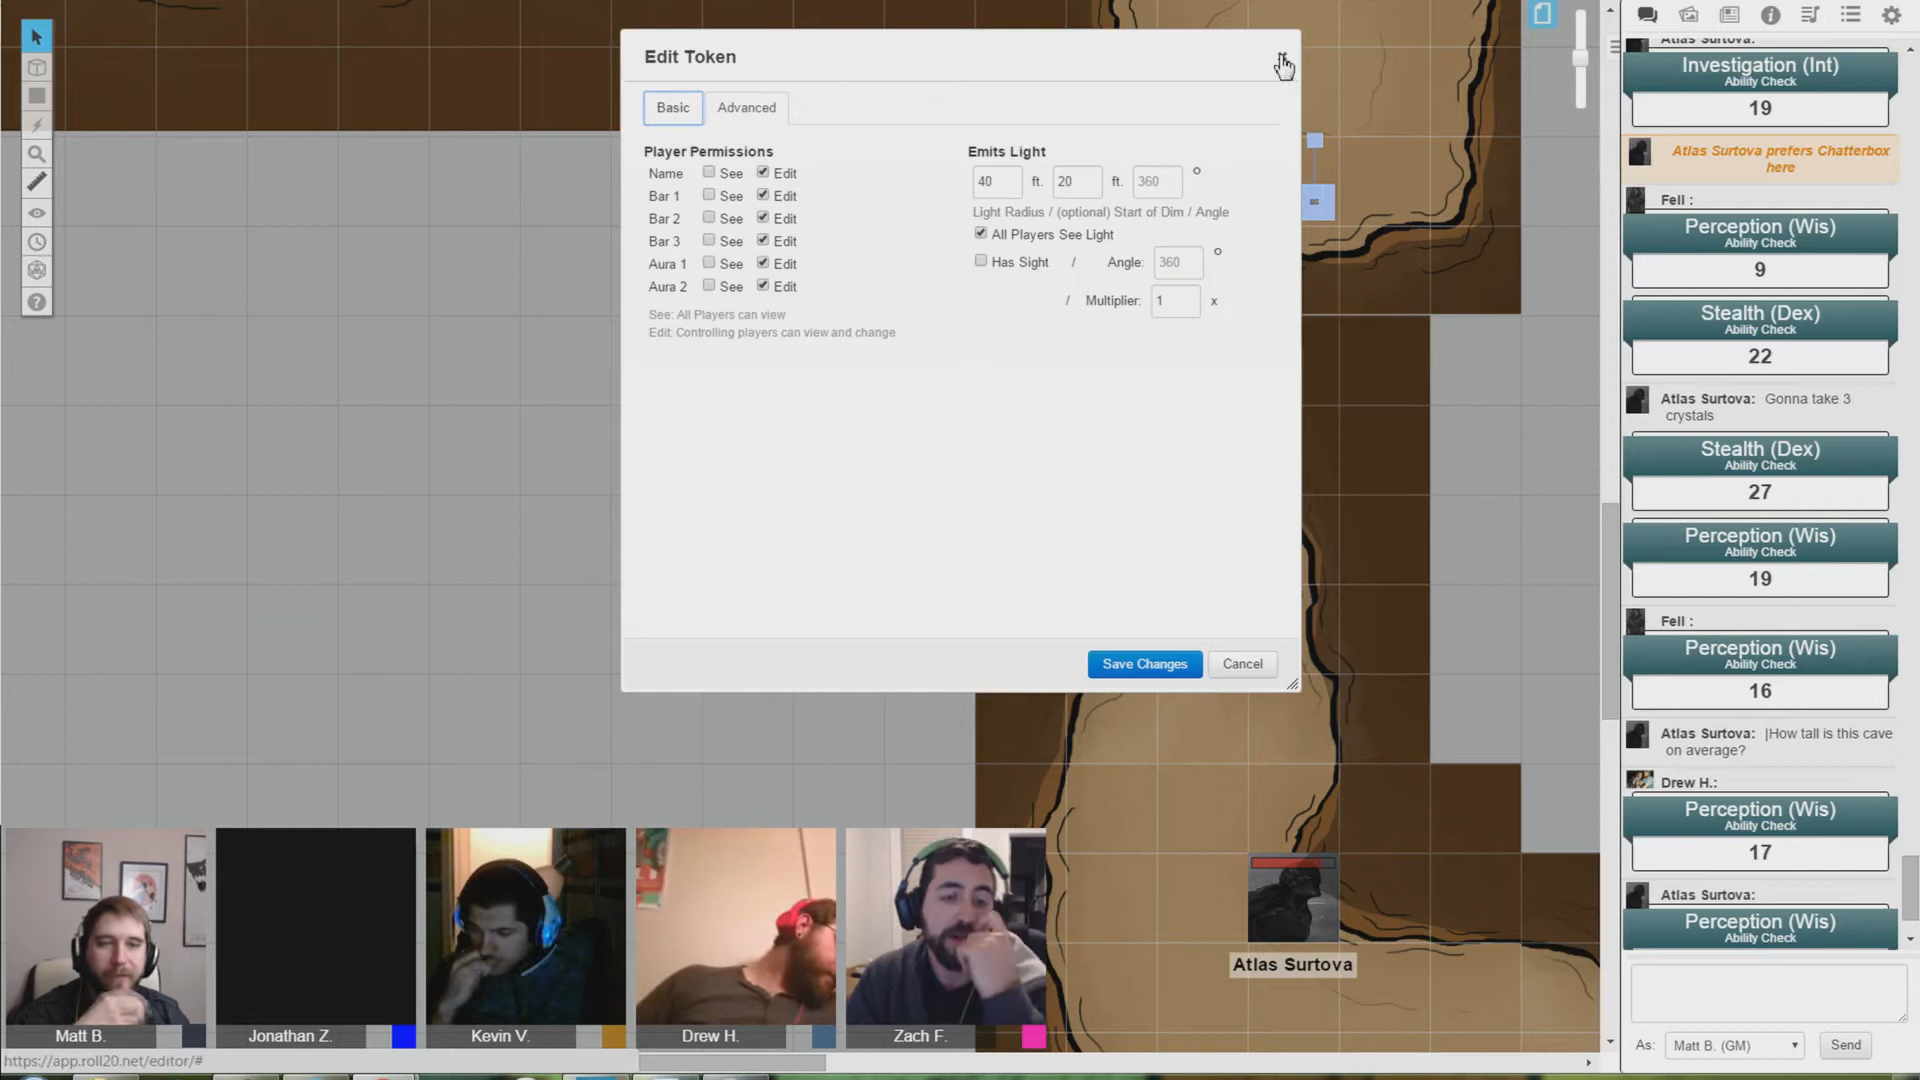 Edit Token
Basic
Advanced
Player Permissions
Name See Edit
Bar 1 See Edit
Bar 2 See Edit
Bar 3 See Edit
Aura 1 See Edit
Aura 2 See Edit
See: All Players can view
Edit: Controlling players can view and change
Emits Light
40 ft. 20 ft. 360 °
Light Radius / (optional) Start of Dim / Angle
All Players See Light
Has Sight / Angle: 360 °
/ Multiplier: 1 x
Save Changes
Cancel
Atlas Surtova
Matt B.
Jonathan Z.
Kevin V.
Drew H.
Zach F.
https://app.roll20.net/editor/#
Atlas Surtova:
Investigation (Int)
Ability Check
19
Atlas Surtova prefers Chatterbox
here
Fell :
Perception (Wis)
Ability Check
9
Stealth (Dex)
Ability Check
22
Atlas Surtova: Gonna take 3
crystals
Stealth (Dex)
Ability Check
27
Perception (Wis)
Ability Check
19
Fell :
Perception (Wis)
Ability Check
16
Atlas Surtova: |How tall is this cave
on average?
Drew H.:
Perception (Wis)
Ability Check
17
Atlas Surtova:
Perception (Wis)
Ability Check
As: Matt B. (GM)
Send